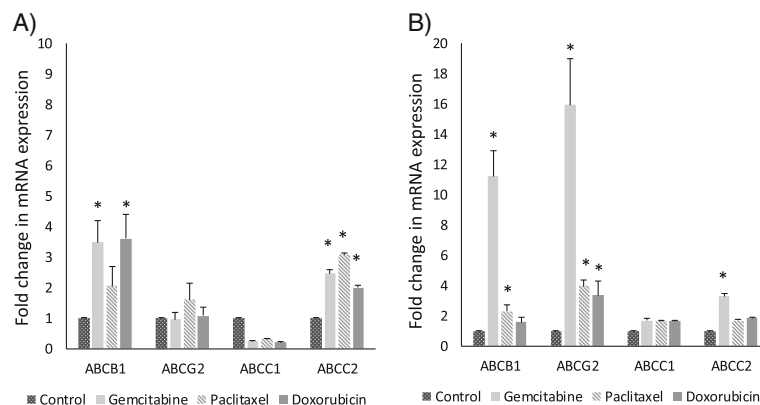 A)
Fold change in mRNA expression
10
9
8
7
6
5
4
3
2
1
0
* *
* * *
ABCB1 ABCG2 ABCC1 ABCC2
Control Gemcitabine Paclitaxel Doxorubicin
B)
Fold change in mRNA expression
20
18
16
14
12
10
8
6
4
2
0
* *
* * * *
ABCB1 ABCG2 ABCC1 ABCC2
Control Gemcitabine Paclitaxel Doxorubicin